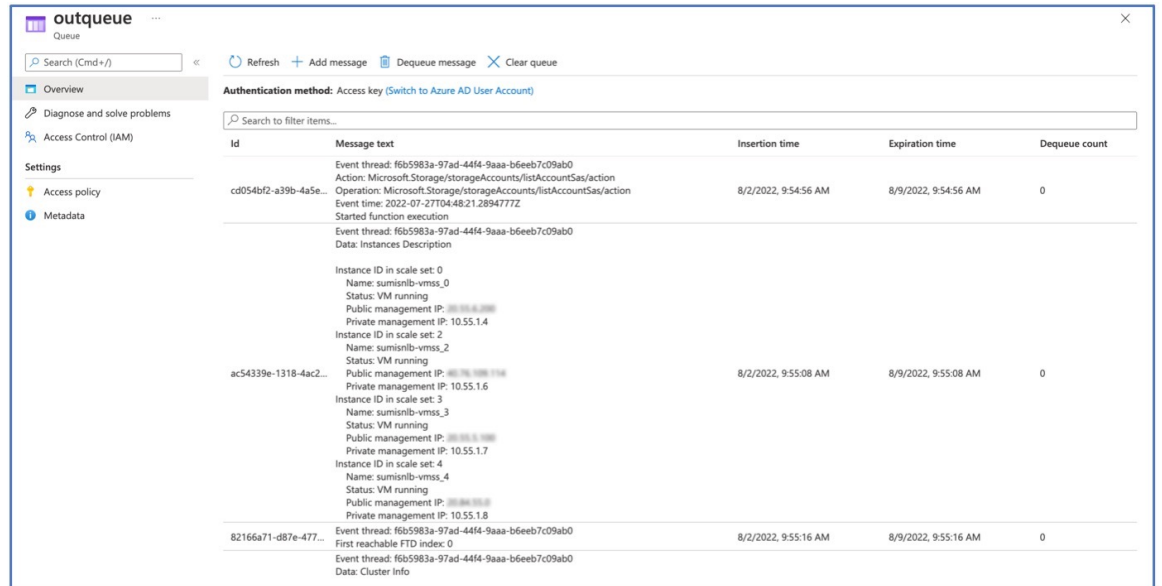 outqueue ...
Queue
Search (Cmd+/) «
Overview
Diagnose and solve problems
Access Control (IAM)
Settings
Access policy
Metadata
Refresh Add message Dequeue message Clear queue
Authentication method: Access key (Switch to Azure AD User Account)
Search to filter items...
Id Message text Insertion time Expiration time Dequeue count
Event thread: f6b5983a-97ad-44f4-9aaa-b6eeb7c09ab0
Action: Microsoft.Storage/storageAccounts/listAccountSas/action
cd054bf2-a39b-4a5e... Operation: Microsoft.Storage/storageAccounts/listAccountSas/action 8/2/2022, 9:54:56 AM 8/9/2022, 9:54:56 AM 0
Event time: 2022-07-27T04:48:21.2894777Z
Started function execution
Event thread: f6b5983a-97ad-44f4-9aaa-b6eeb7c09ab0
Data: Instances Description
Instance ID in scale set: 0
Name: sumisnlb-vmss_0
Status: VM running
Public management IP:
Private management IP: 10.55.1.4
Instance ID in scale set: 2
Name: sumisnlb-vmss_2
Status: VM running
ac54339e-1318-4ac2... Public management IP: 8/2/2022, 9:55:08 AM 8/9/2022, 9:55:08 AM 0
Private management IP: 10.55.1.6
Instance ID in scale set: 3
Name: sumisnlb-vmss_3
Status: VM running
Public management IP:
Private management IP: 10.55.1.7
Instance ID in scale set: 4
Name: sumisnlb-vmss_4
Status: VM running
Public management IP:
Private management IP: 10.55.1.8
Event thread: f6b5983a-97ad-44f4-9aaa-b6eeb7c09ab0
82166a71-d87e-477... First reachable FTD index: 0 8/2/2022, 9:55:16 AM 8/9/2022, 9:55:16 AM 0
Event thread: f6b5983a-97ad-44f4-9aaa-b6eeb7c09ab0
Data: Cluster Info